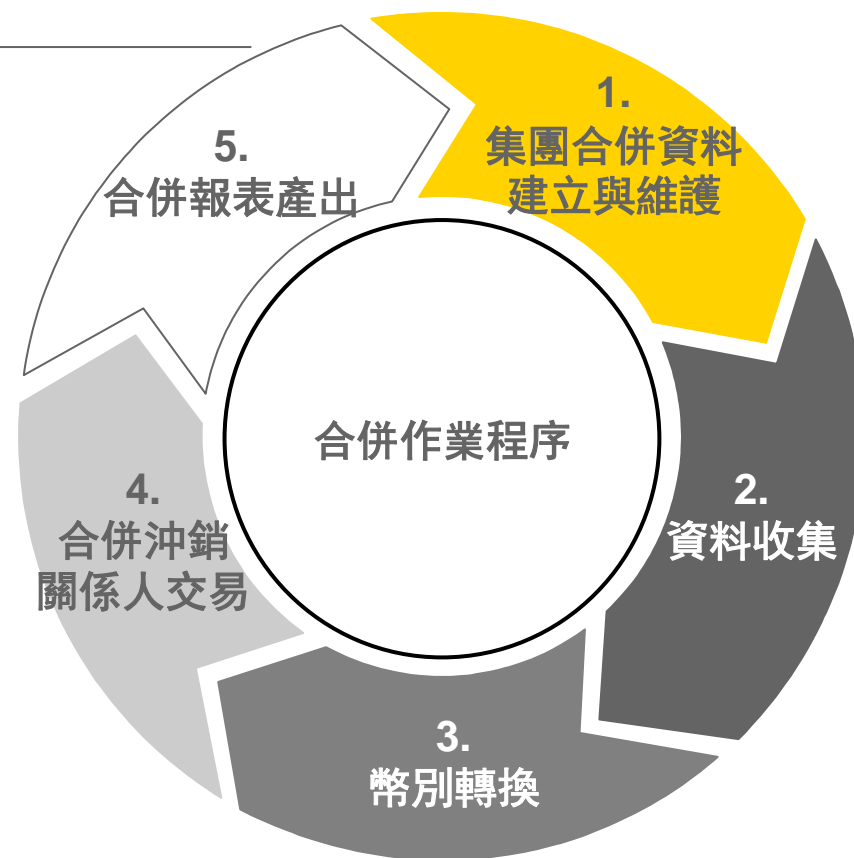 1.
集團合併資料
建立與維護
2.
資料收集
3.
幣別轉換
4.
合併沖銷
關係人交易
5.
合併報表產出
合併作業程序